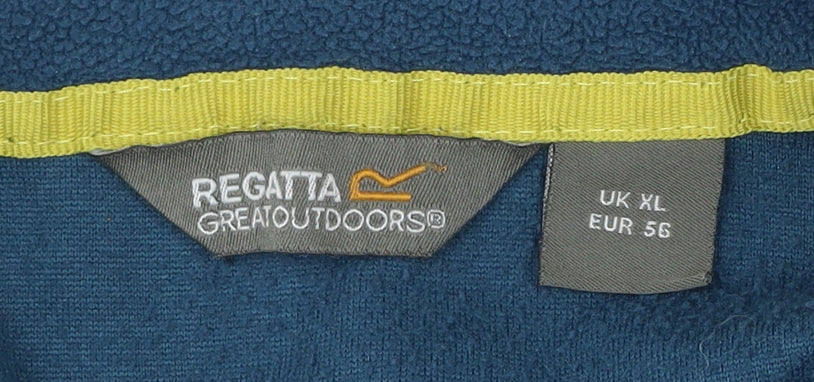 REGATTA
GREATOUTDOORS®
UK XL
EUR 56